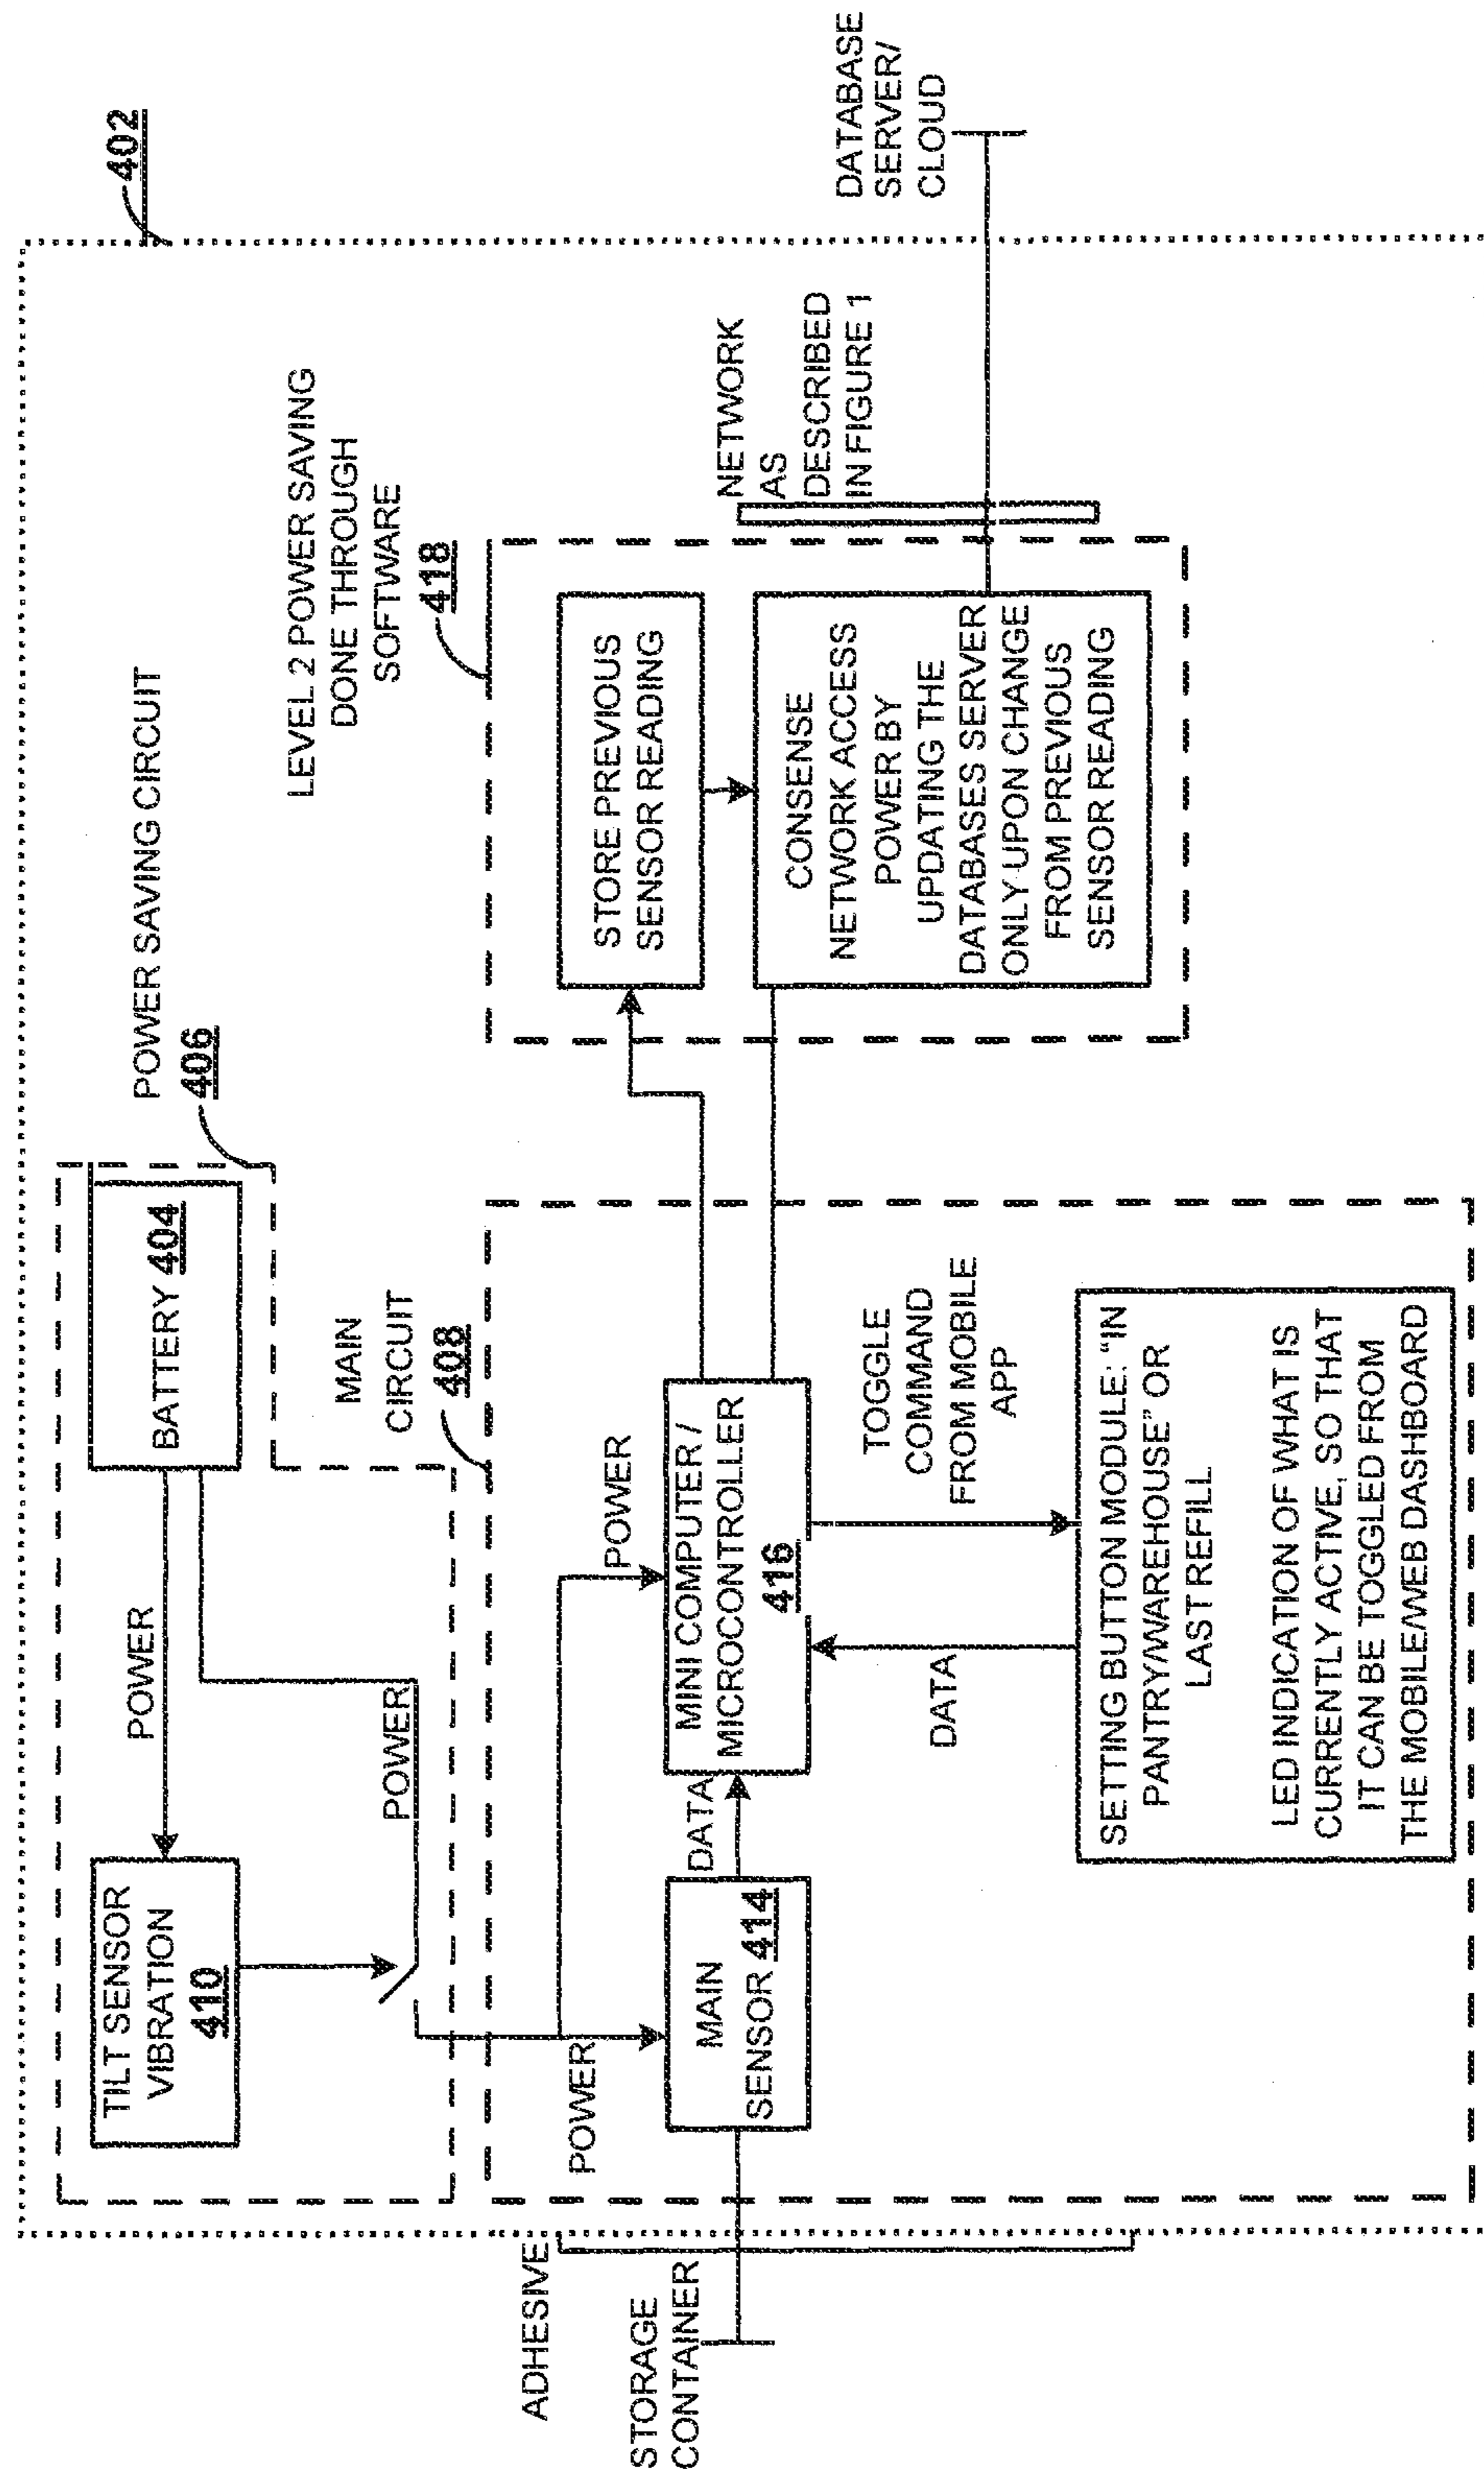 402
POWER SAVING CIRCUIT
406
BATTERY 404
POWER
TILT SENSOR
VIBRATION
410
POWER
LEVEL 2 POWER SAVING
DONE THROUGH
SOFTWARE
418
MAIN
CIRCUIT
408
ADHESIVE
STORAGE
CONTAINER
POWER
MAIN
SENSOR 414
DATA
POWER
MINI COMPUTER /
MICROCONTROLLER
416
STORE PREVIOUS
SENSOR READING
CONSENSE
NETWORK ACCESS
POWER BY
UPDATING THE
DATABASES SERVER
ONLY UPON CHANGE
FROM PREVIOUS
SENSOR READING
NETWORK
AS
DESCRIBED
IN FIGURE 1
DATABASE
SERVER/
CLOUD
DATA
TOGGLE
COMMAND
FROM MOBILE
APP
SETTING BUTTON MODULE: “IN
PANTRY/WAREHOUSE” OR
LAST REFILL
LED INDICATION OF WHAT IS
CURRENTLY ACTIVE, SO THAT
IT CAN BE TOGGLED FROM
THE MOBILE/WEB DASHBOARD